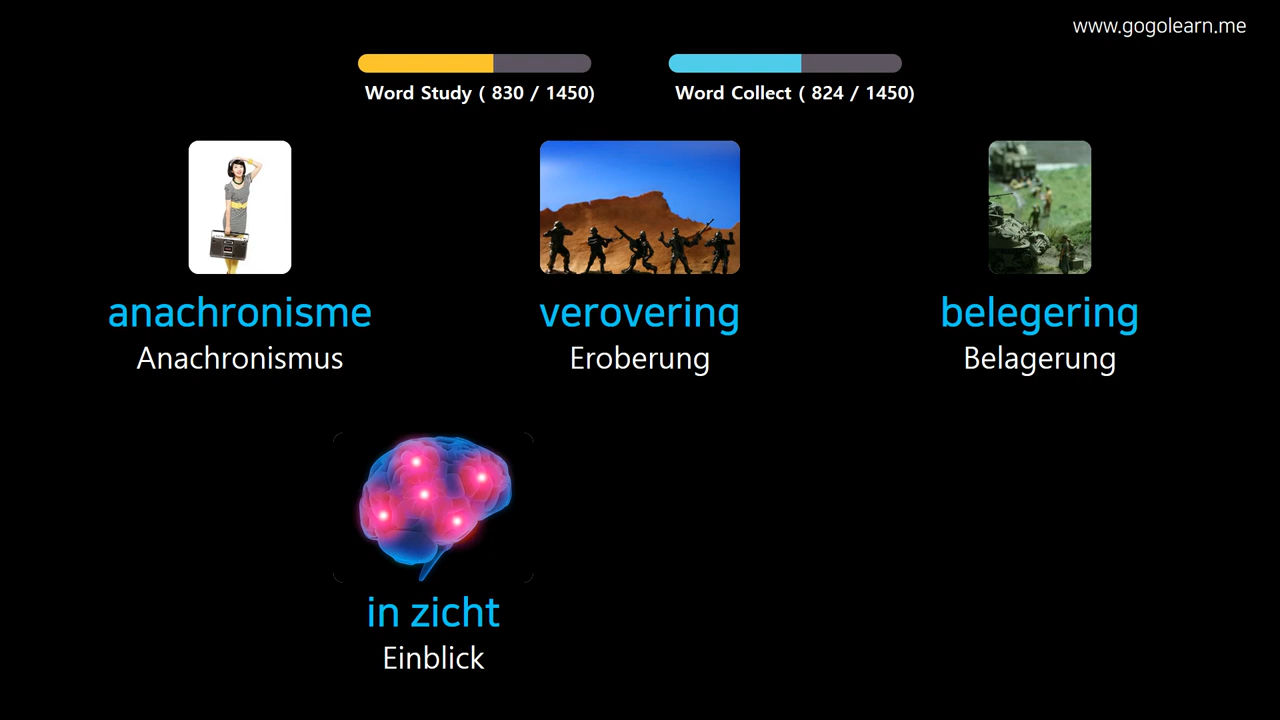 www.gogolearn.me
Word Study ( 830 / 1450)
Word Collect ( 824 / 1450)
anachronisme
Anachronismus
verovering
Eroberung
belegering
Belagerung
in zicht
Einblick